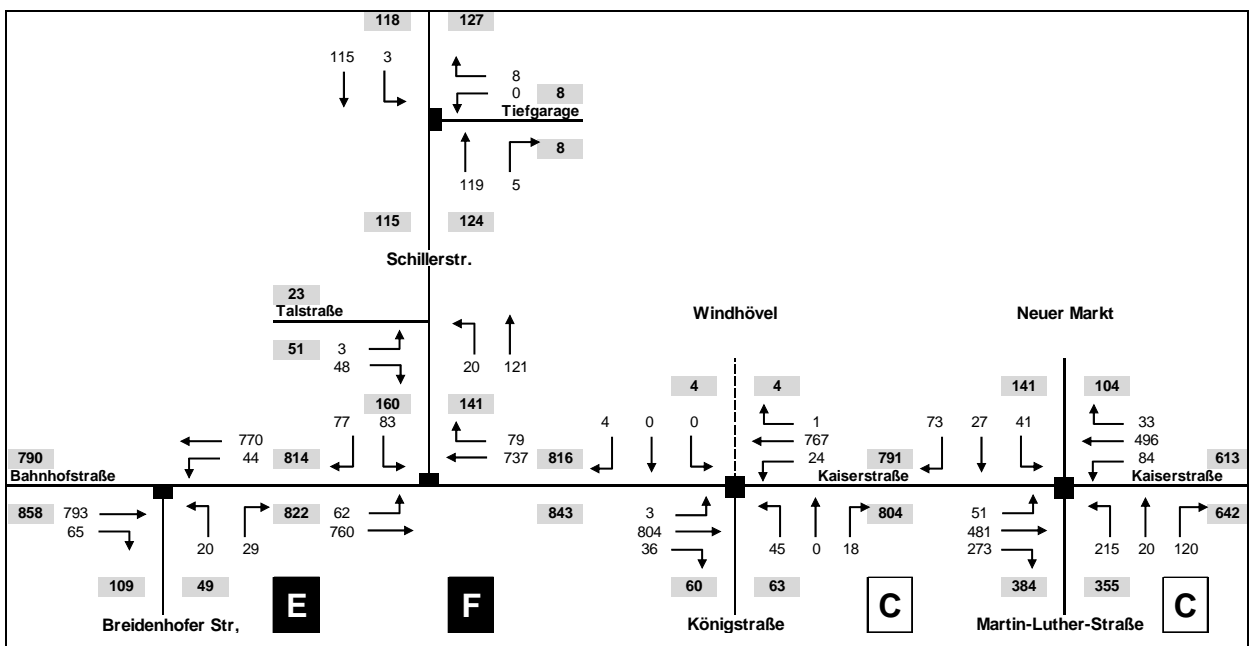 118 127
115 3
8
0 8
Tiefgarage
8
119 5
115 124
Schillerstr.
23
Talstraße
51 3
48
20 121
160 141
77 83
79
737
Windhövel
4 4
4 0 0
1
767
24
Neuer Markt
141 104
73 27 41
33
496
84
790
Bahnhofstraße
770
44
814
816
Kaiserstraße
791
613
Kaiserstraße
858 793
65
20 29
822 62
760
843
3
804
36
45 0 18
804
51
481
273
215 20 120
642
109 49
E
F
60 63
C
384 355
C
Breidenhofer Str,
Königstraße
Martin-Luther-Straße